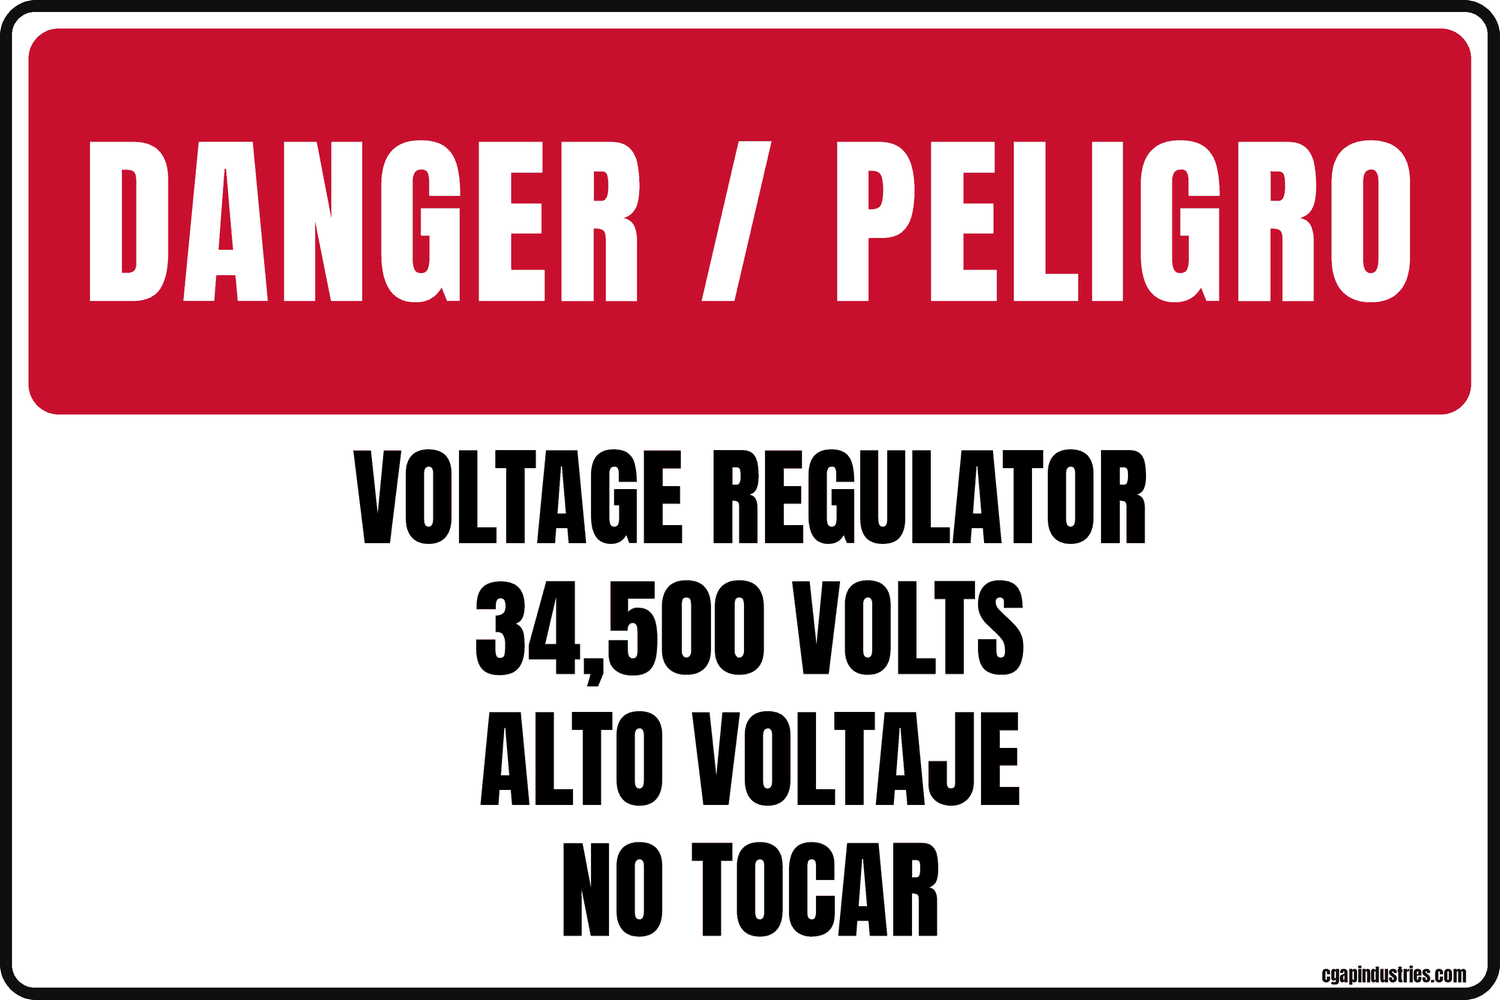 DANGER / PELIGRO
VOLTAGE REGULATOR
34,500 VOLTS
ALTO VOLTAJE
NO TOCAR
cgapindustries.com